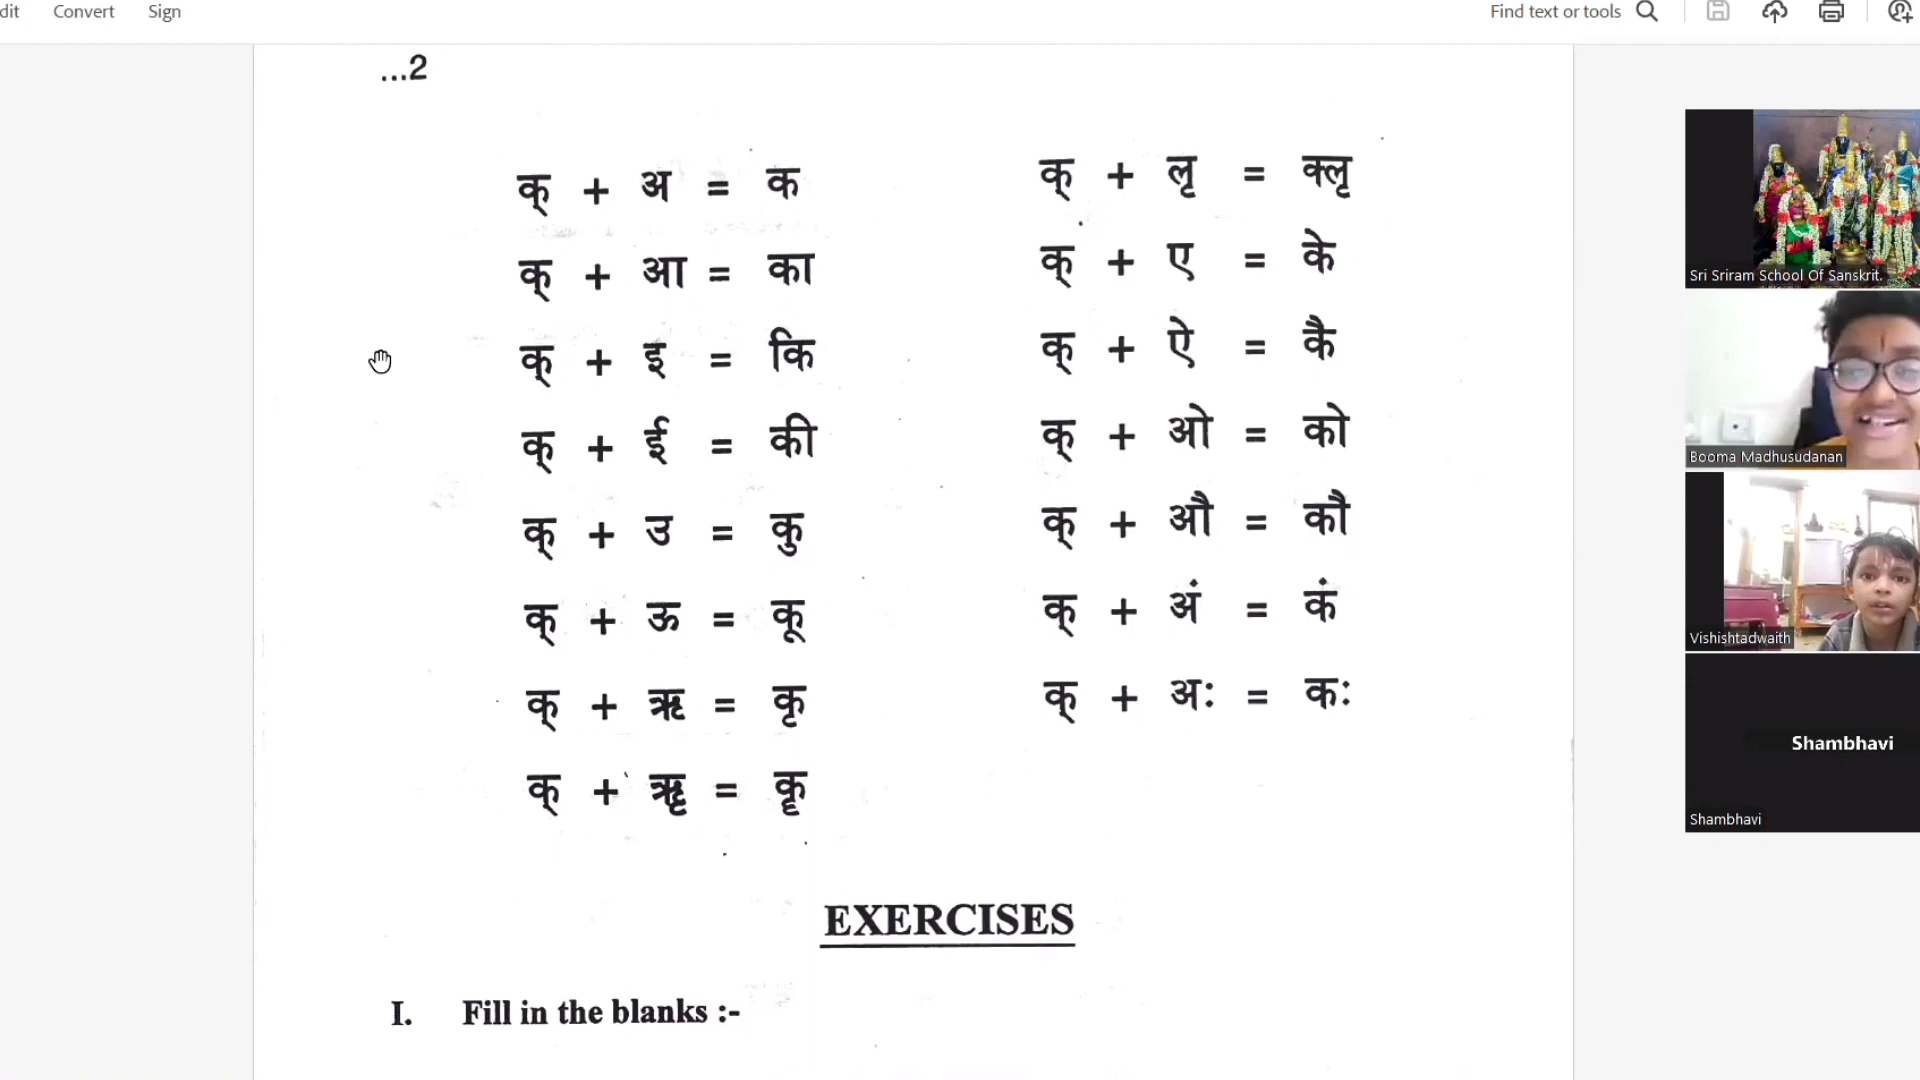 dit Convert Sign Find text or tools
...2
क् + अ = क
क् + आ = का
क् + इ = कि
क् + ई = की
क् + उ = कु
क् + ऊ = कू
क् + ऋ = कृ
क् + ॠ = कॄ
क् + लृ = क्लृ
क् + ए = के
क् + ऐ = कै
क् + ओ = को
क् + औ = कौ
क् + अं = कं
क् + अः = कः
EXERCISES
I. Fill in the blanks :-
Sri Sriram School Of Sanskrit.
Booma Madhusudanan
Vishishtadwaith
Shambhavi
Shambhavi